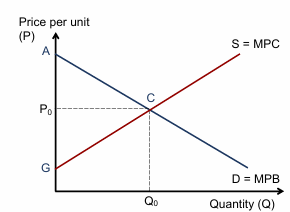 Price per unit
(P)
A
S = MPC
C
P0
G
D = MPB
Q0
Quantity (Q)